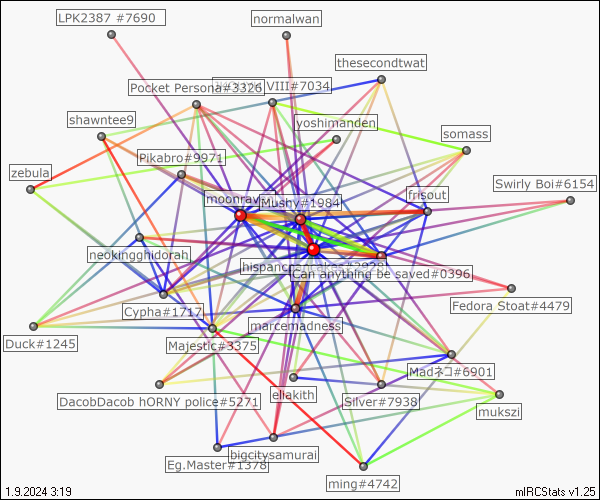 LPK2387 #7690
normalwan
thesecondtwat
VIII#7034
Pocket Persona#3326
shawntee9
yoshimanden
somass
Pikabro#9971
zebula
Swirly Boi#6154
frisout
moonra
Mushy#1984
neokingghidorah
Can anything be saved#0396
Cypha#1717
Fedora Stoat#4479
marcemadness
Duck#1245
Majestic#3375
Madネコ#6901
eliakith
DacobDacob hORNY police#5271
Silver#7938
mukszi
bigcitysamurai
Eg.Master#1378
ming#4742
1.9.2024 3:19
mIRCStats v1.25